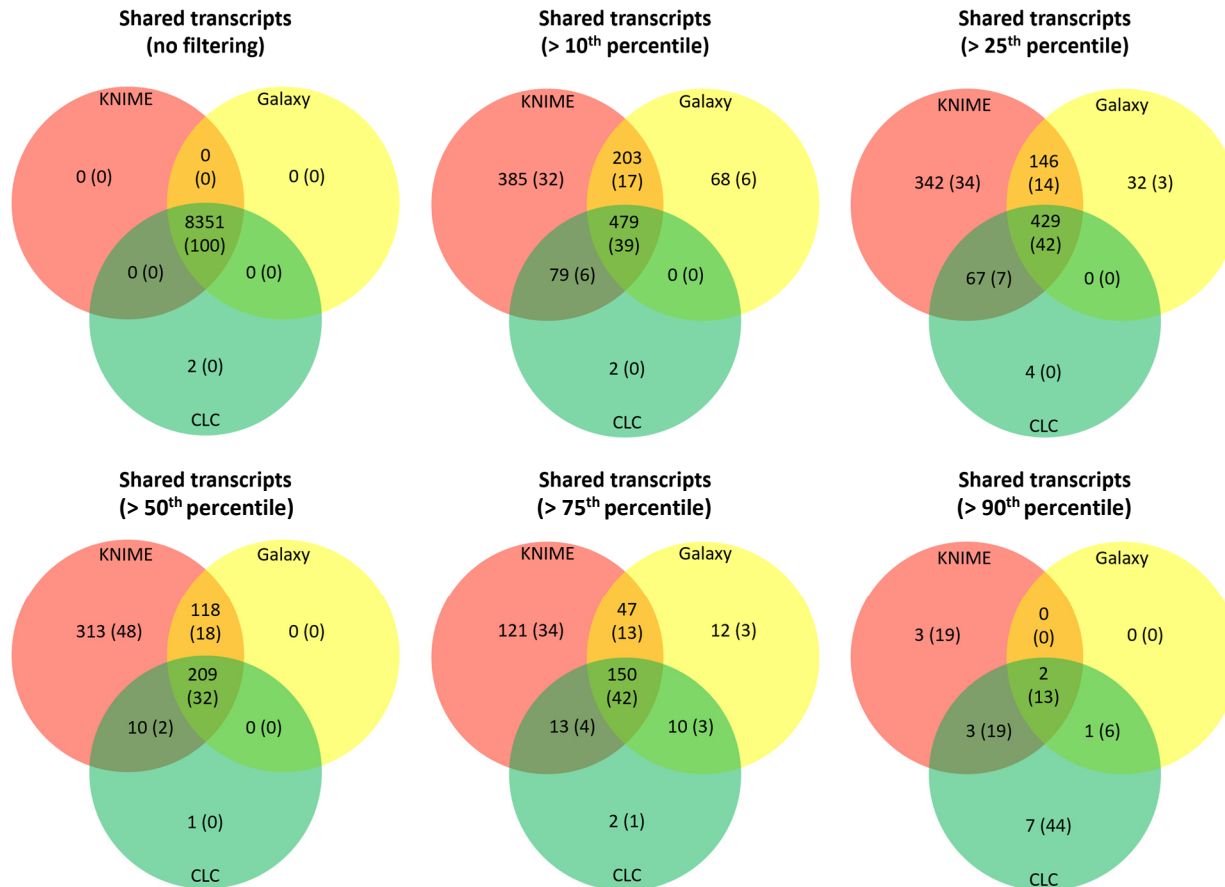 Shared transcripts
(no filtering)
KNIME
Galaxy
0 (0)
0
(0)
0 (0)
8351
(100)
0 (0)
0 (0)
2 (0)
CLC
Shared transcripts
(> 10th percentile)
KNIME
Galaxy
385 (32)
203
(17)
68 (6)
479
(39)
79 (6)
0 (0)
2 (0)
CLC
Shared transcripts
(> 25th percentile)
KNIME
Galaxy
342 (34)
146
(14)
32 (3)
429
(42)
67 (7)
0 (0)
4 (0)
CLC
Shared transcripts
(> 50th percentile)
KNIME
Galaxy
313 (48)
118
(18)
0 (0)
209
(32)
10 (2)
0 (0)
1 (0)
CLC
Shared transcripts
(> 75th percentile)
KNIME
Galaxy
121 (34)
47
(13)
12 (3)
150
(42)
13 (4)
10 (3)
2 (1)
CLC
Shared transcripts
(> 90th percentile)
KNIME
Galaxy
3 (19)
0
(0)
0 (0)
2
(13)
3 (19)
1 (6)
7 (44)
CLC